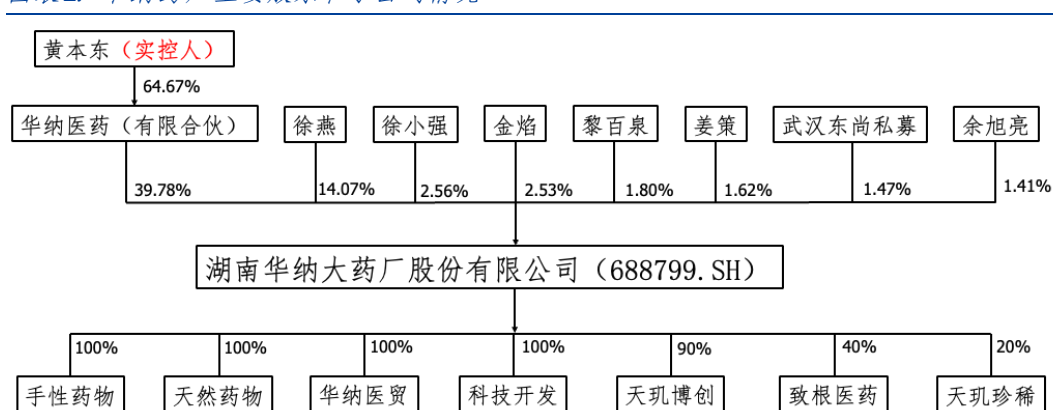 黄本东（实控人）
64.67%
华纳医药（有限合伙）
徐燕
徐小强
金焰
黎百泉
姜策
武汉东尚私募
余旭亮
39.78%
14.07%
2.56%
2.53%
1.80%
1.62%
1.47%
1.41%
湖南华纳大药厂股份有限公司（688799.SH）
100%
100%
100%
100%
90%
40%
20%
手性药物
天然药物
华纳医贸
科技开发
天玑博创
致根医药
天玑珍稀